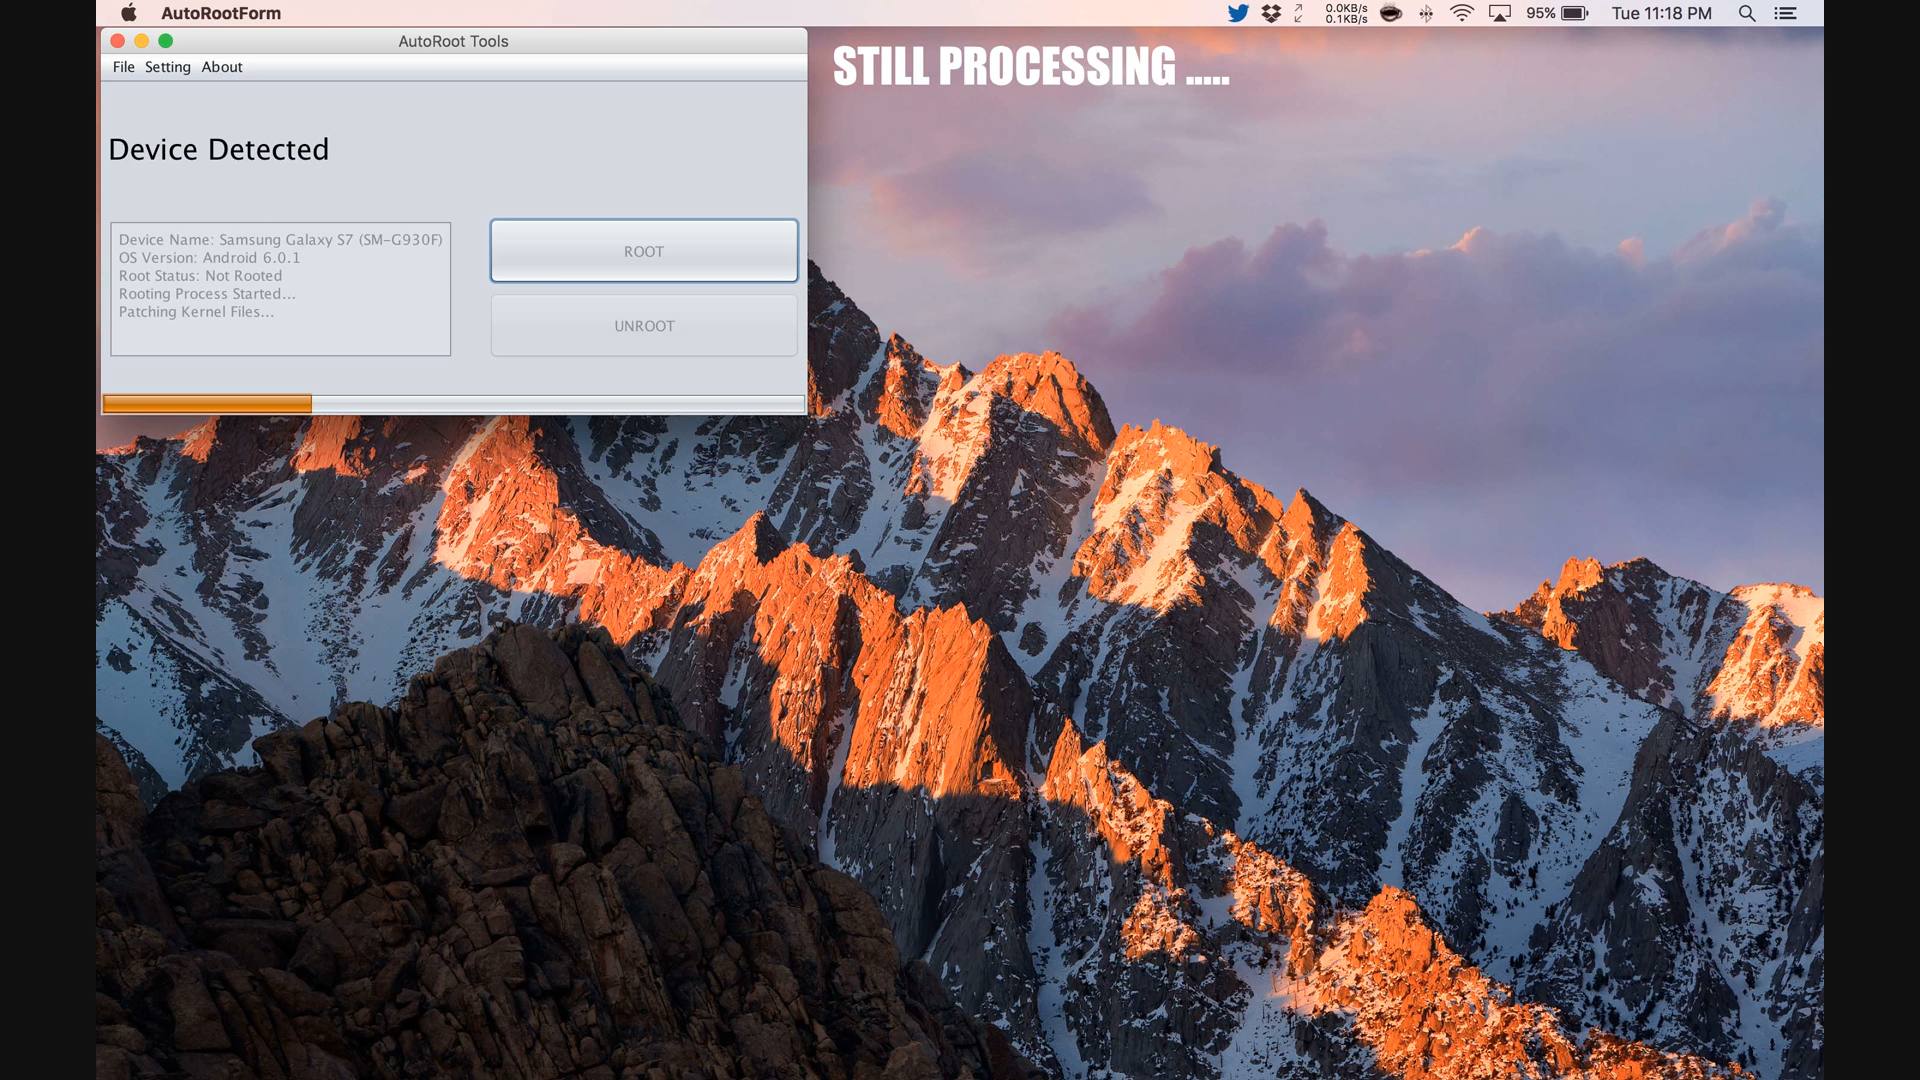 AutoRootForm
0.0KB/s
0.1KB/s
95%
Tue 11:18 PM
AutoRoot Tools
File Setting About
STILL PROCESSING .....
Device Detected
Device Name: Samsung Galaxy S7 (SM-G930F)
OS Version: Android 6.0.1
Root Status: Not Rooted
Rooting Process Started...
Patching Kernel Files...
ROOT
UNROOT